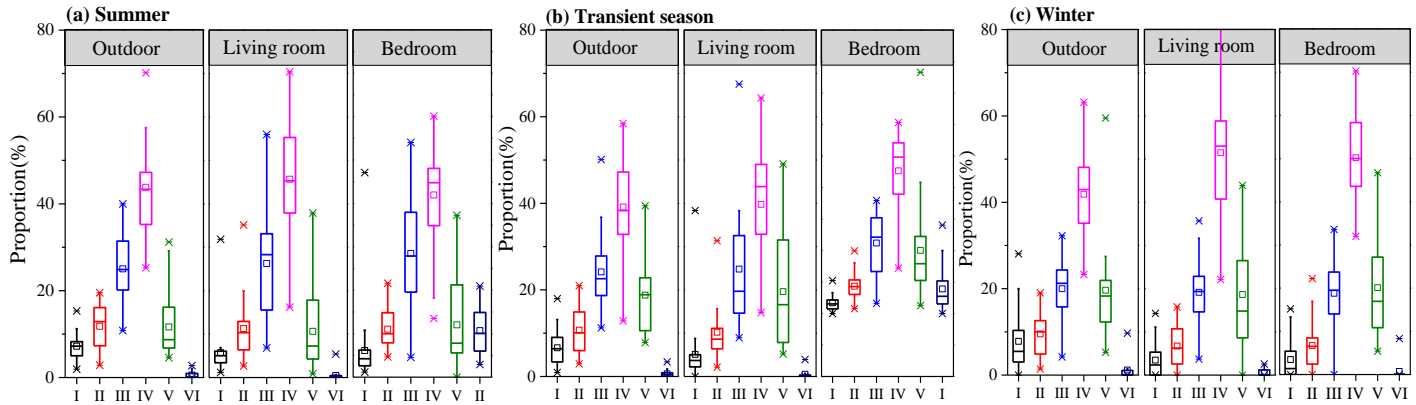 (a) Summer
Outdoor Living room Bedroom
80
60
40
20
0
Proportion(%)
I II III IV V VI I II III IV V VI I II III IV V II
(b) Transient season
Outdoor Living room Bedroom
80
60
40
20
0
Proportion(%)
I II III IV V VI I II III IV V VI I II III IV V I
(c) Winter
Outdoor Living room Bedroom
80
60
40
20
0
Proportion(%)
I II III IV V VI I II III IV V VI I II III IV V VI